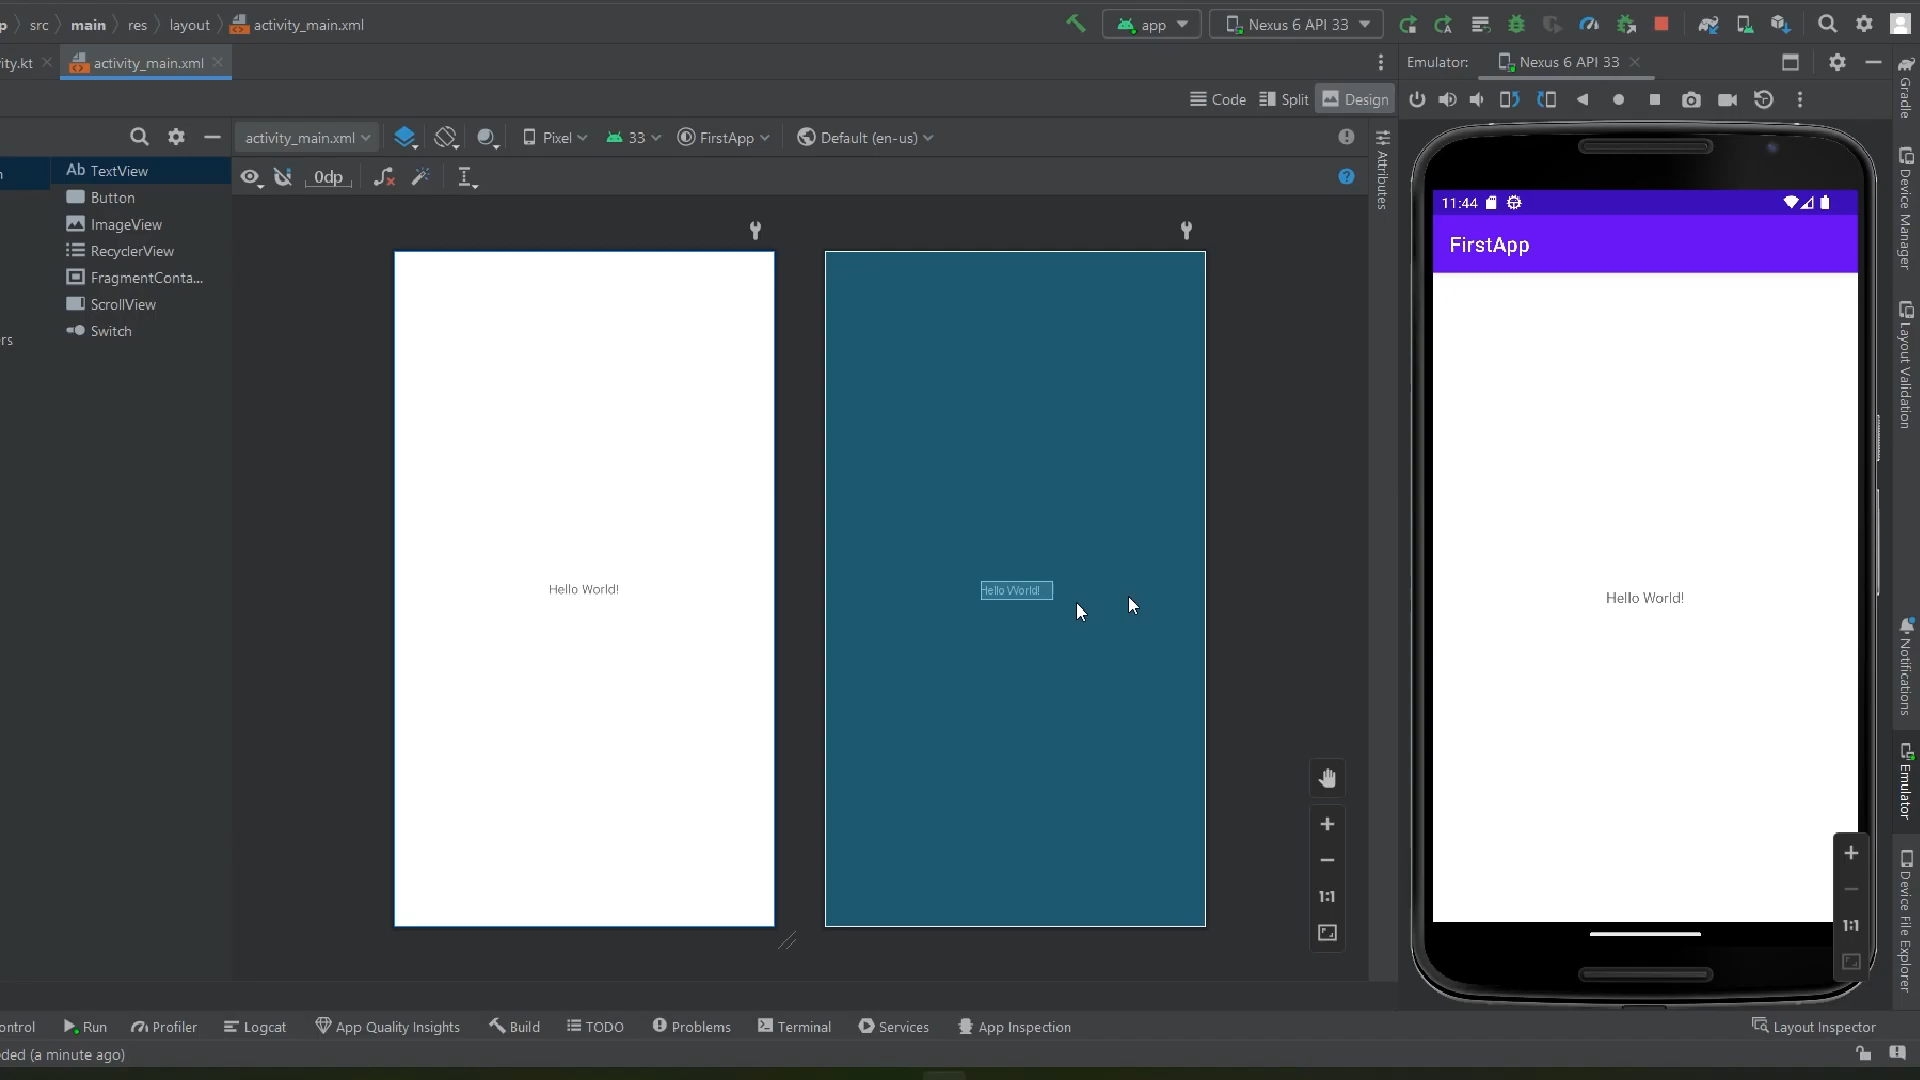 p src main res layout activity_main.xml
app Nexus 6 API 33
ity.kt activity_main.xml
Emulator: Nexus 6 API 33
Code Split Design
activity_main.xml Pixel 33 FirstApp Default (en-us)
Ab TextView
0dp
Button
ImageView
RecyclerView
FragmentConta...
ScrollView
Switch
ers
Attributes
Hello World!
Hello World!
1:1
11:44
FirstApp
Hello World!
1:1
Gradle
Device Manager
Layout Validation
Notifications
Emulator
Device File Explorer
ontrol Run Profiler Logcat App Quality Insights Build TODO Problems Terminal Services App Inspection Layout Inspector
ded (a minute ago)